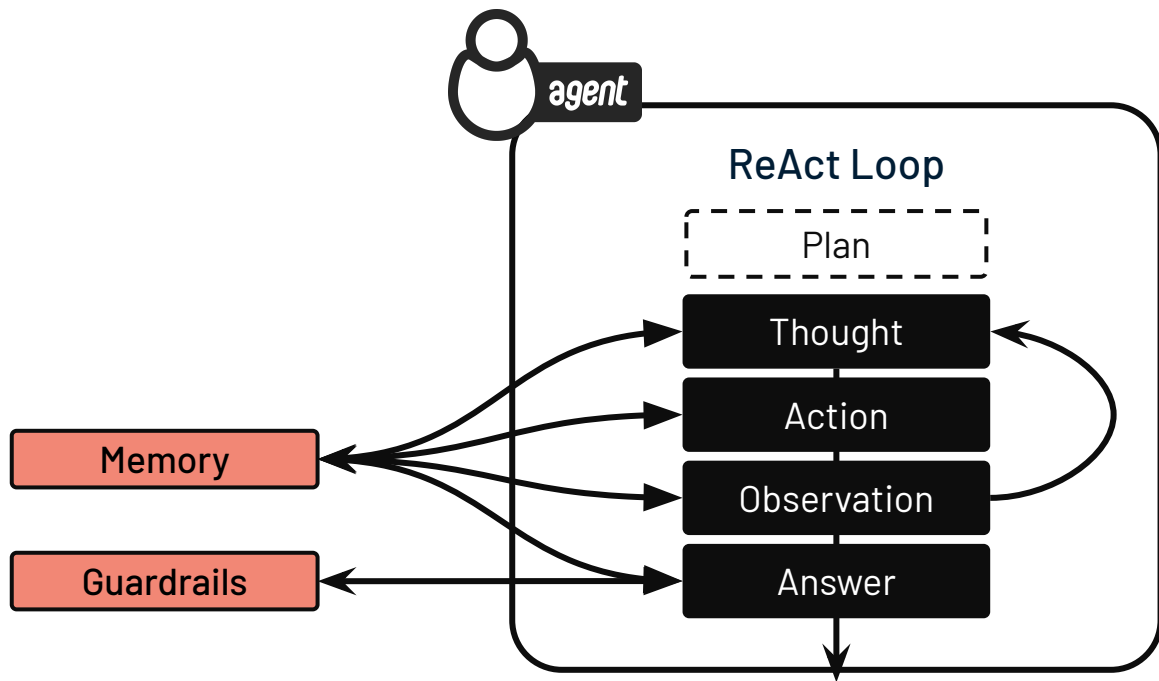 agent
ReAct Loop
Plan
Thought
Action
Observation
Answer
Memory
Guardrails